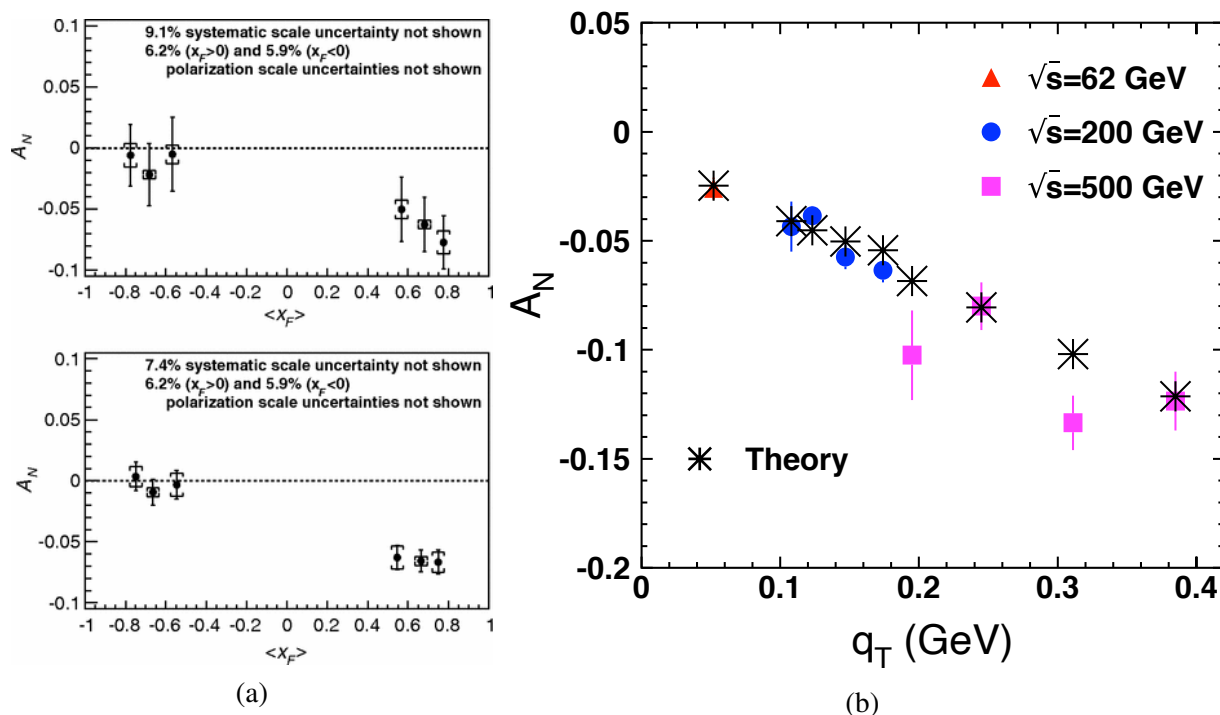 0.1
0.05
0
-0.05
-0.1
A_N
9.1% systematic scale uncertainty not shown
6.2% (x_F>0) and 5.9% (x_F<0)
polarization scale uncertainties not shown
-1 -0.8 -0.6 -0.4 -0.2 0 0.2 0.4 0.6 0.8 1
<x_F>
0.1
0.05
0
-0.05
-0.1
A_N
7.4% systematic scale uncertainty not shown
6.2% (x_F>0) and 5.9% (x_F<0)
polarization scale uncertainties not shown
-1 -0.8 -0.6 -0.4 -0.2 0 0.2 0.4 0.6 0.8 1
<x_F>
(a)
0.05
0
-0.05
-0.1
-0.15
-0.2
A_N
√s=62 GeV
√s=200 GeV
√s=500 GeV
Theory
0 0.1 0.2 0.3 0.4
q_T (GeV)
(b)